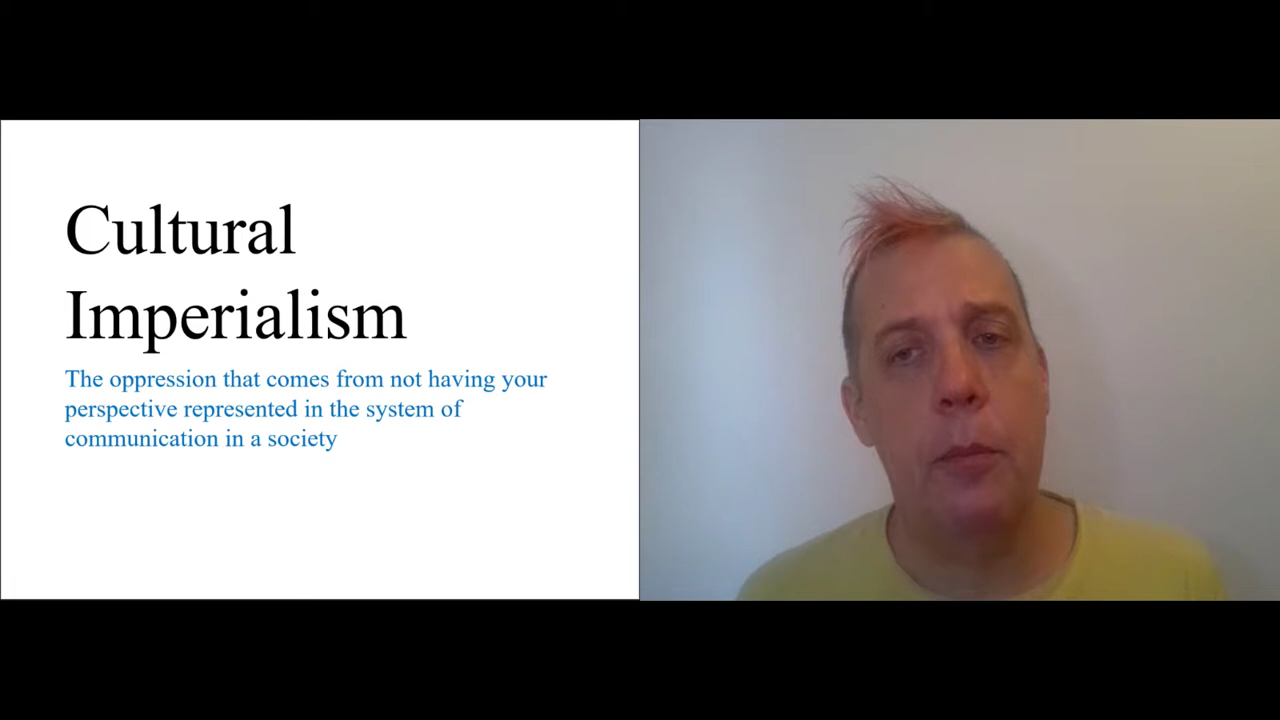 Cultural
Imperialism
The oppression that comes from not having your
perspective represented in the system of
communication in a society